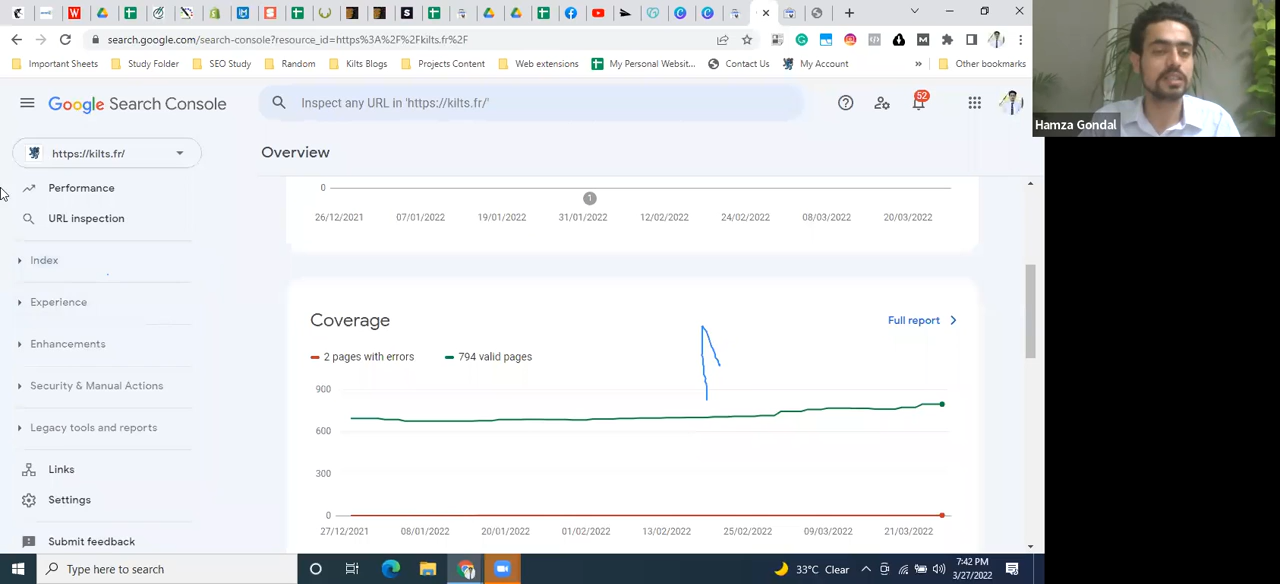 search.google.com/search-console?resource_id=https%3A%2F%2Fkilts.fr%2F
Important Sheets
Study Folder
SEO Study
Random
Kilts Blogs
Projects Content
Web extensions
My Personal Websit...
Contact Us
My Account
»
Other bookmarks
Google Search Console
Inspect any URL in 'https://kilts.fr/'
52
Hamza Gondal
https://kilts.fr/
Overview
Performance
URL inspection
Index
Experience
Enhancements
Security & Manual Actions
Legacy tools and reports
Links
Settings
Submit feedback
0
1
26/12/2021 07/01/2022 19/01/2022 31/01/2022 12/02/2022 24/02/2022 08/03/2022 20/03/2022
Coverage
Full report
2 pages with errors
794 valid pages
900
600
300
0
27/12/2021 08/01/2022 20/01/2022 01/02/2022 13/02/2022 25/02/2022 09/03/2022 21/03/2022
Type here to search
33°C Clear
7:42 PM
3/27/2022